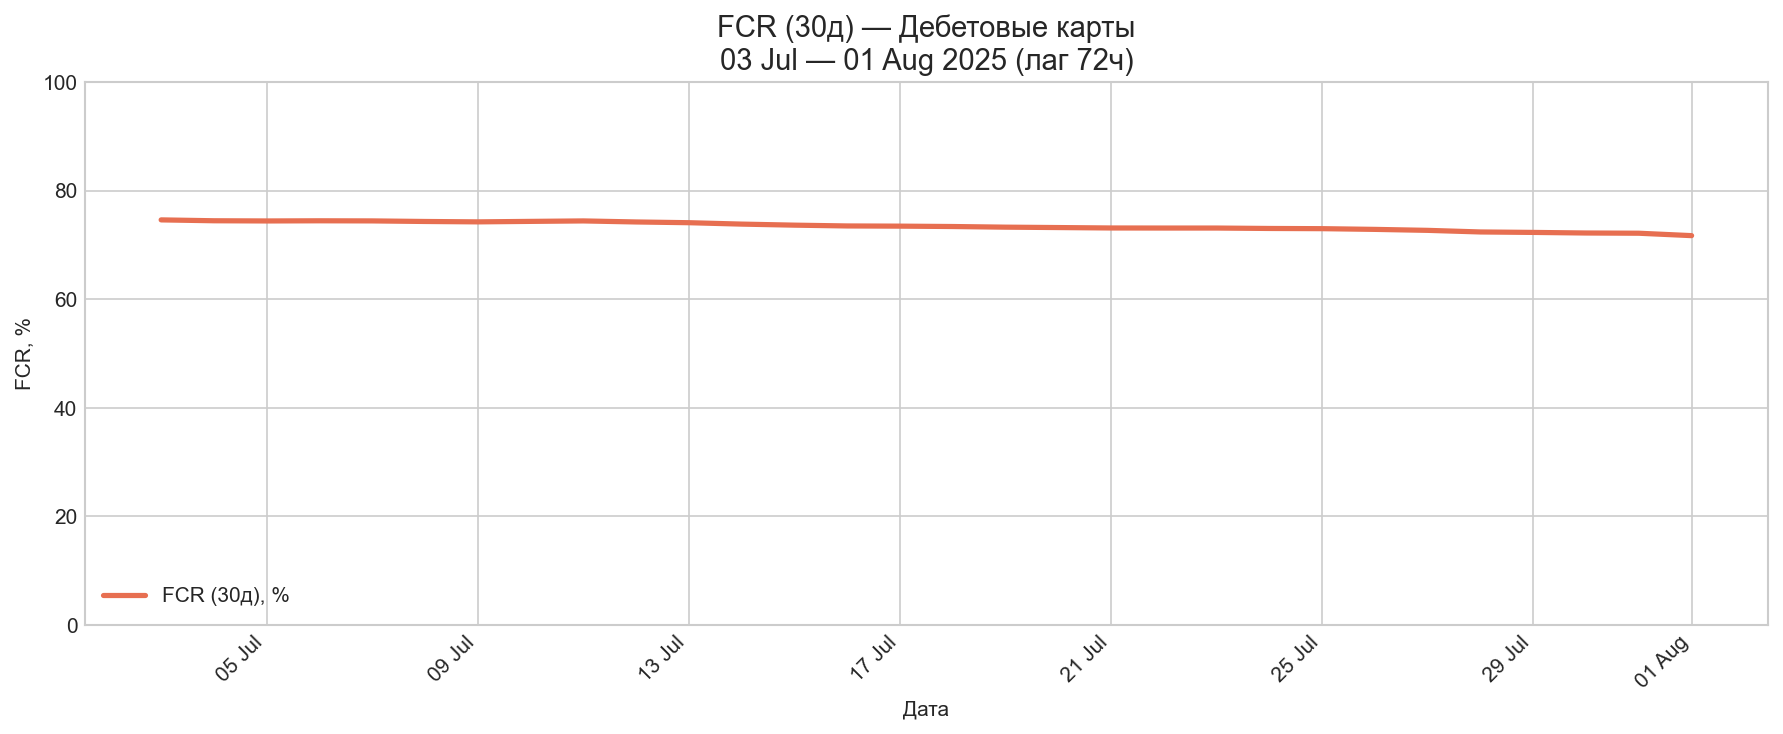 FCR (30д) — Дебетовые карты
03 Jul — 01 Aug 2025 (лаг 72ч)
100
80
60
40
20
0
FCR, %
FCR (30д), %
05 Jul
09 Jul
13 Jul
17 Jul
21 Jul
25 Jul
29 Jul
01 Aug
Дата